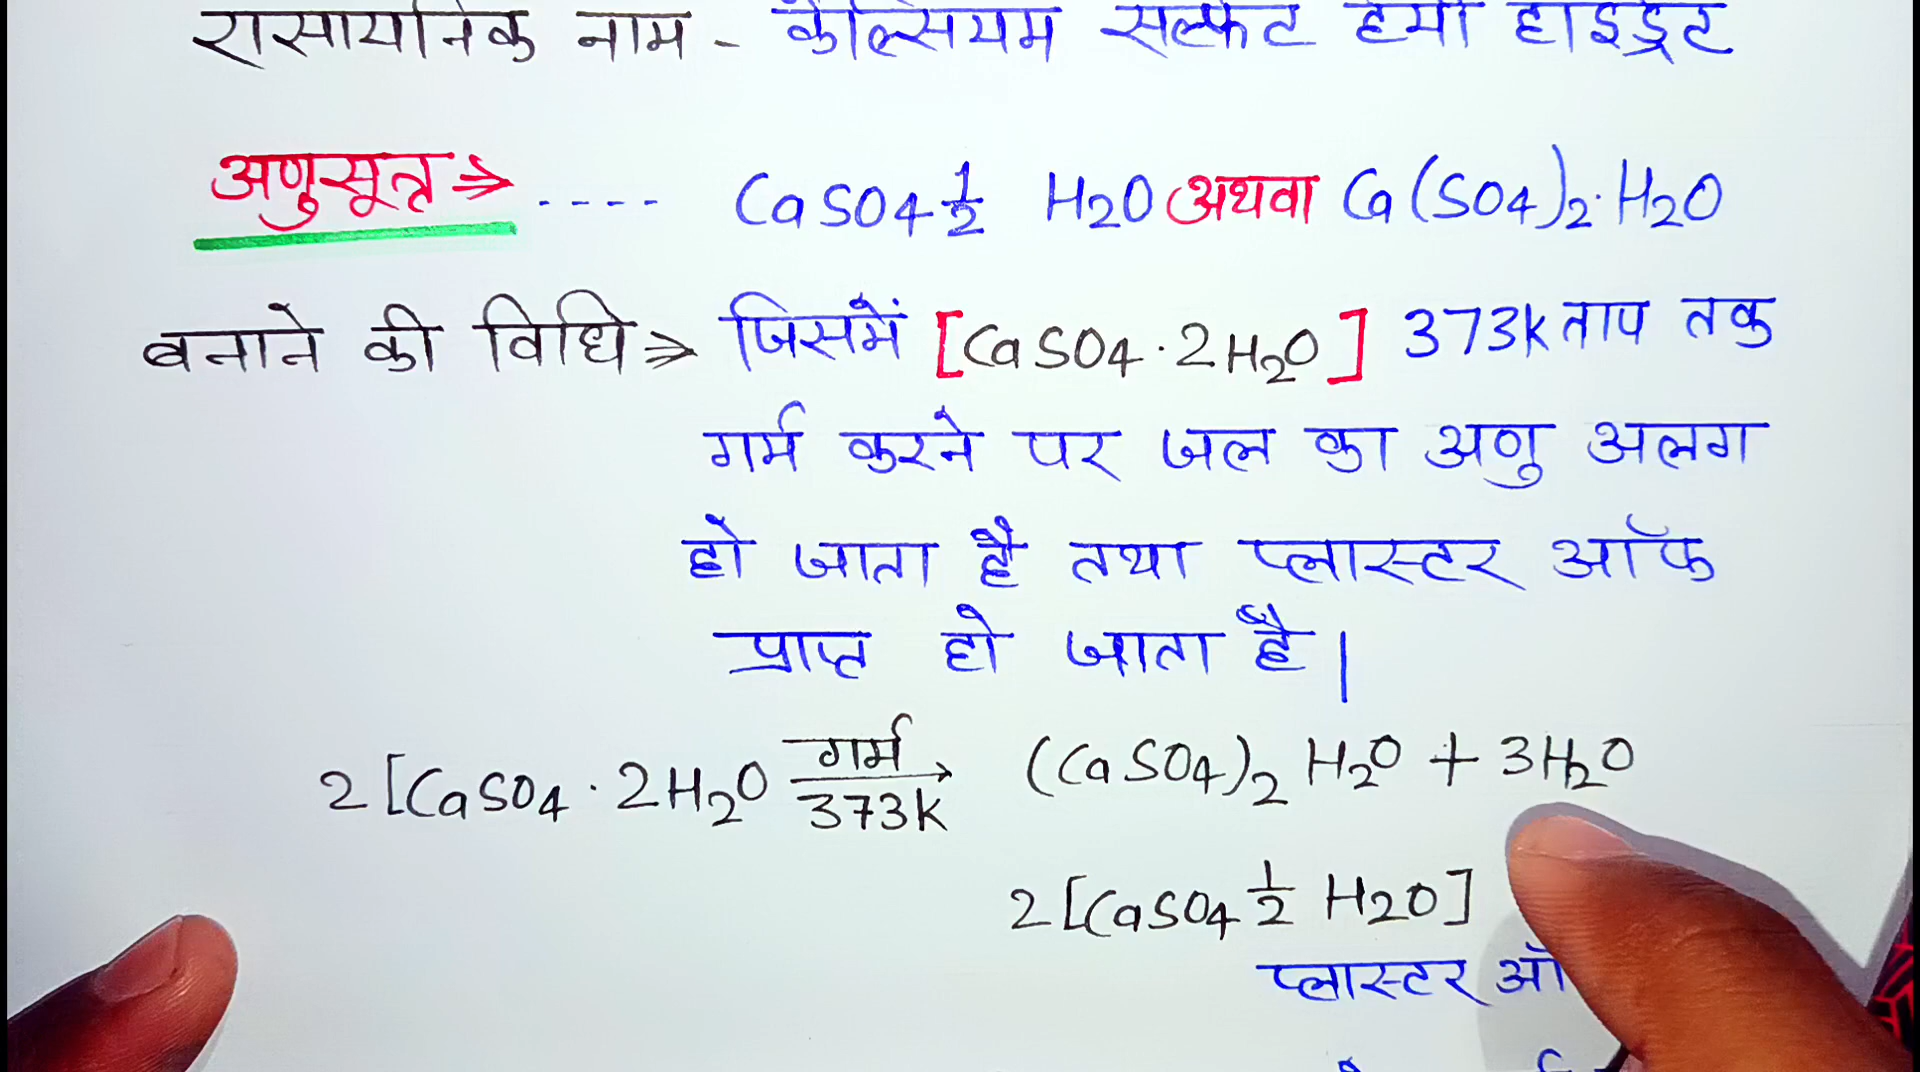 रासायनिक नाम - कैल्सियम सल्फेट हेमी हाइड्रेट
अणुसूत्र ⇒ ---- CaSO4 1/2 H2O अथवा Ca(SO4)2·H2O
बनाने की विधि ⇒ जिसमें [CaSO4·2H2O] 373K ताप तक
गर्म करने पर जल का अणु अलग
हो जाता है तथा प्लास्टर ऑफ
प्राप्त हो जाता है।
2[CaSO4·2H2O गर्म→373K (CaSO4)2 H2O + 3H2O
2[CaSO4 1/2 H2O]
प्लास्टर ऑ